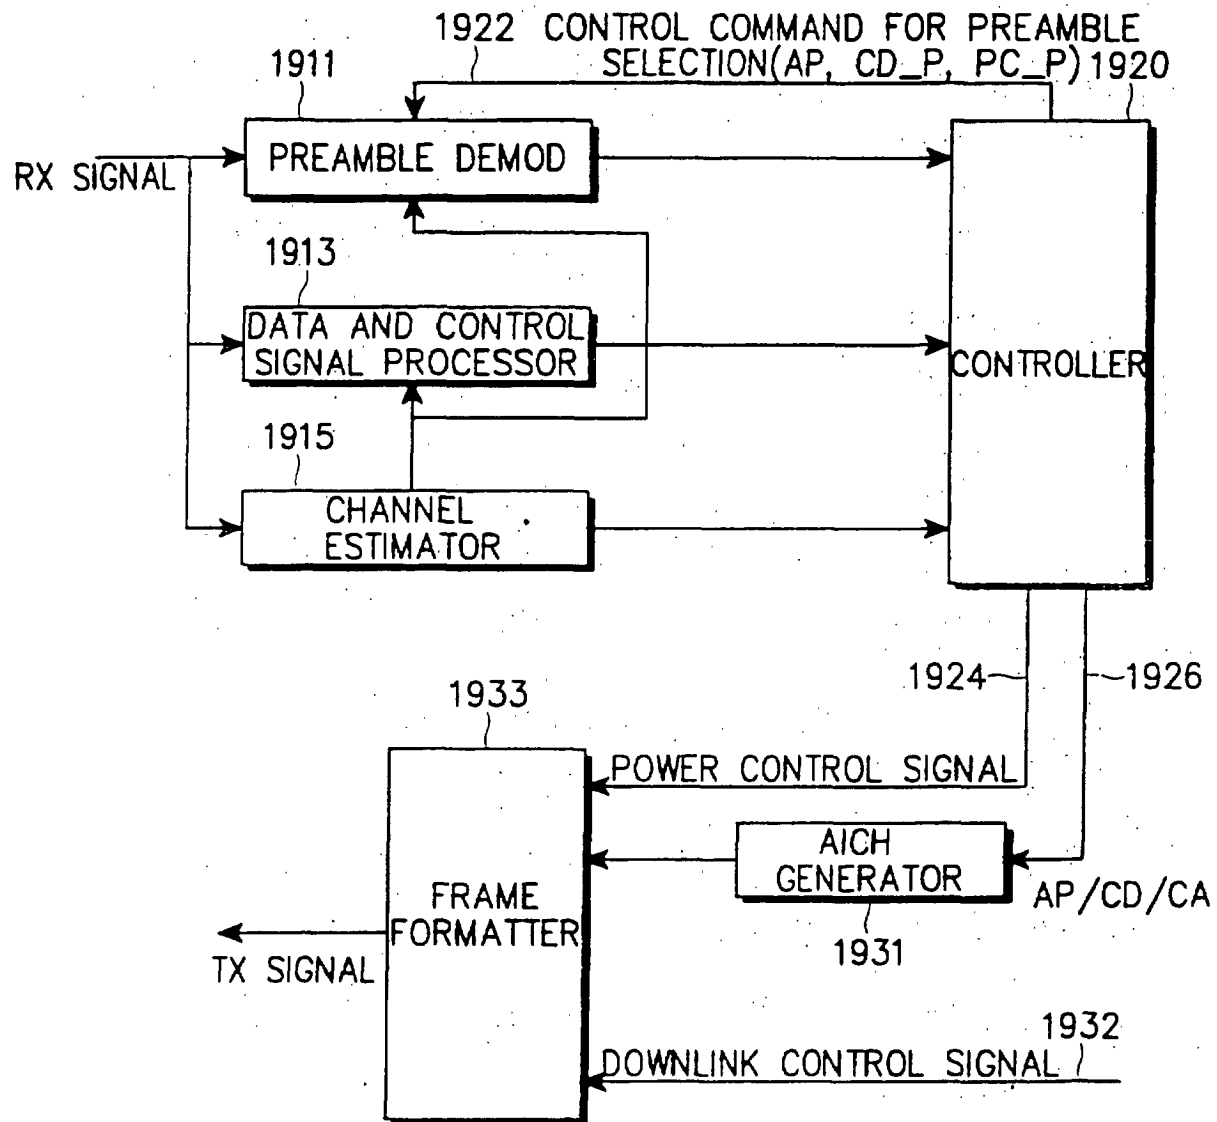 1922 CONTROL COMMAND FOR PREAMBLE
SELECTION(AP, CD_P, PC_P) 1920
1911
PREAMBLE DEMOD
RX SIGNAL
1913
DATA AND CONTROL
SIGNAL PROCESSOR
CONTROLLER
1915
CHANNEL
ESTIMATOR
1924
1926
1933
POWER CONTROL SIGNAL
AICH
GENERATOR
AP/CD/CA
FRAME
FORMATTER
1931
TX SIGNAL
1932
DOWNLINK CONTROL SIGNAL